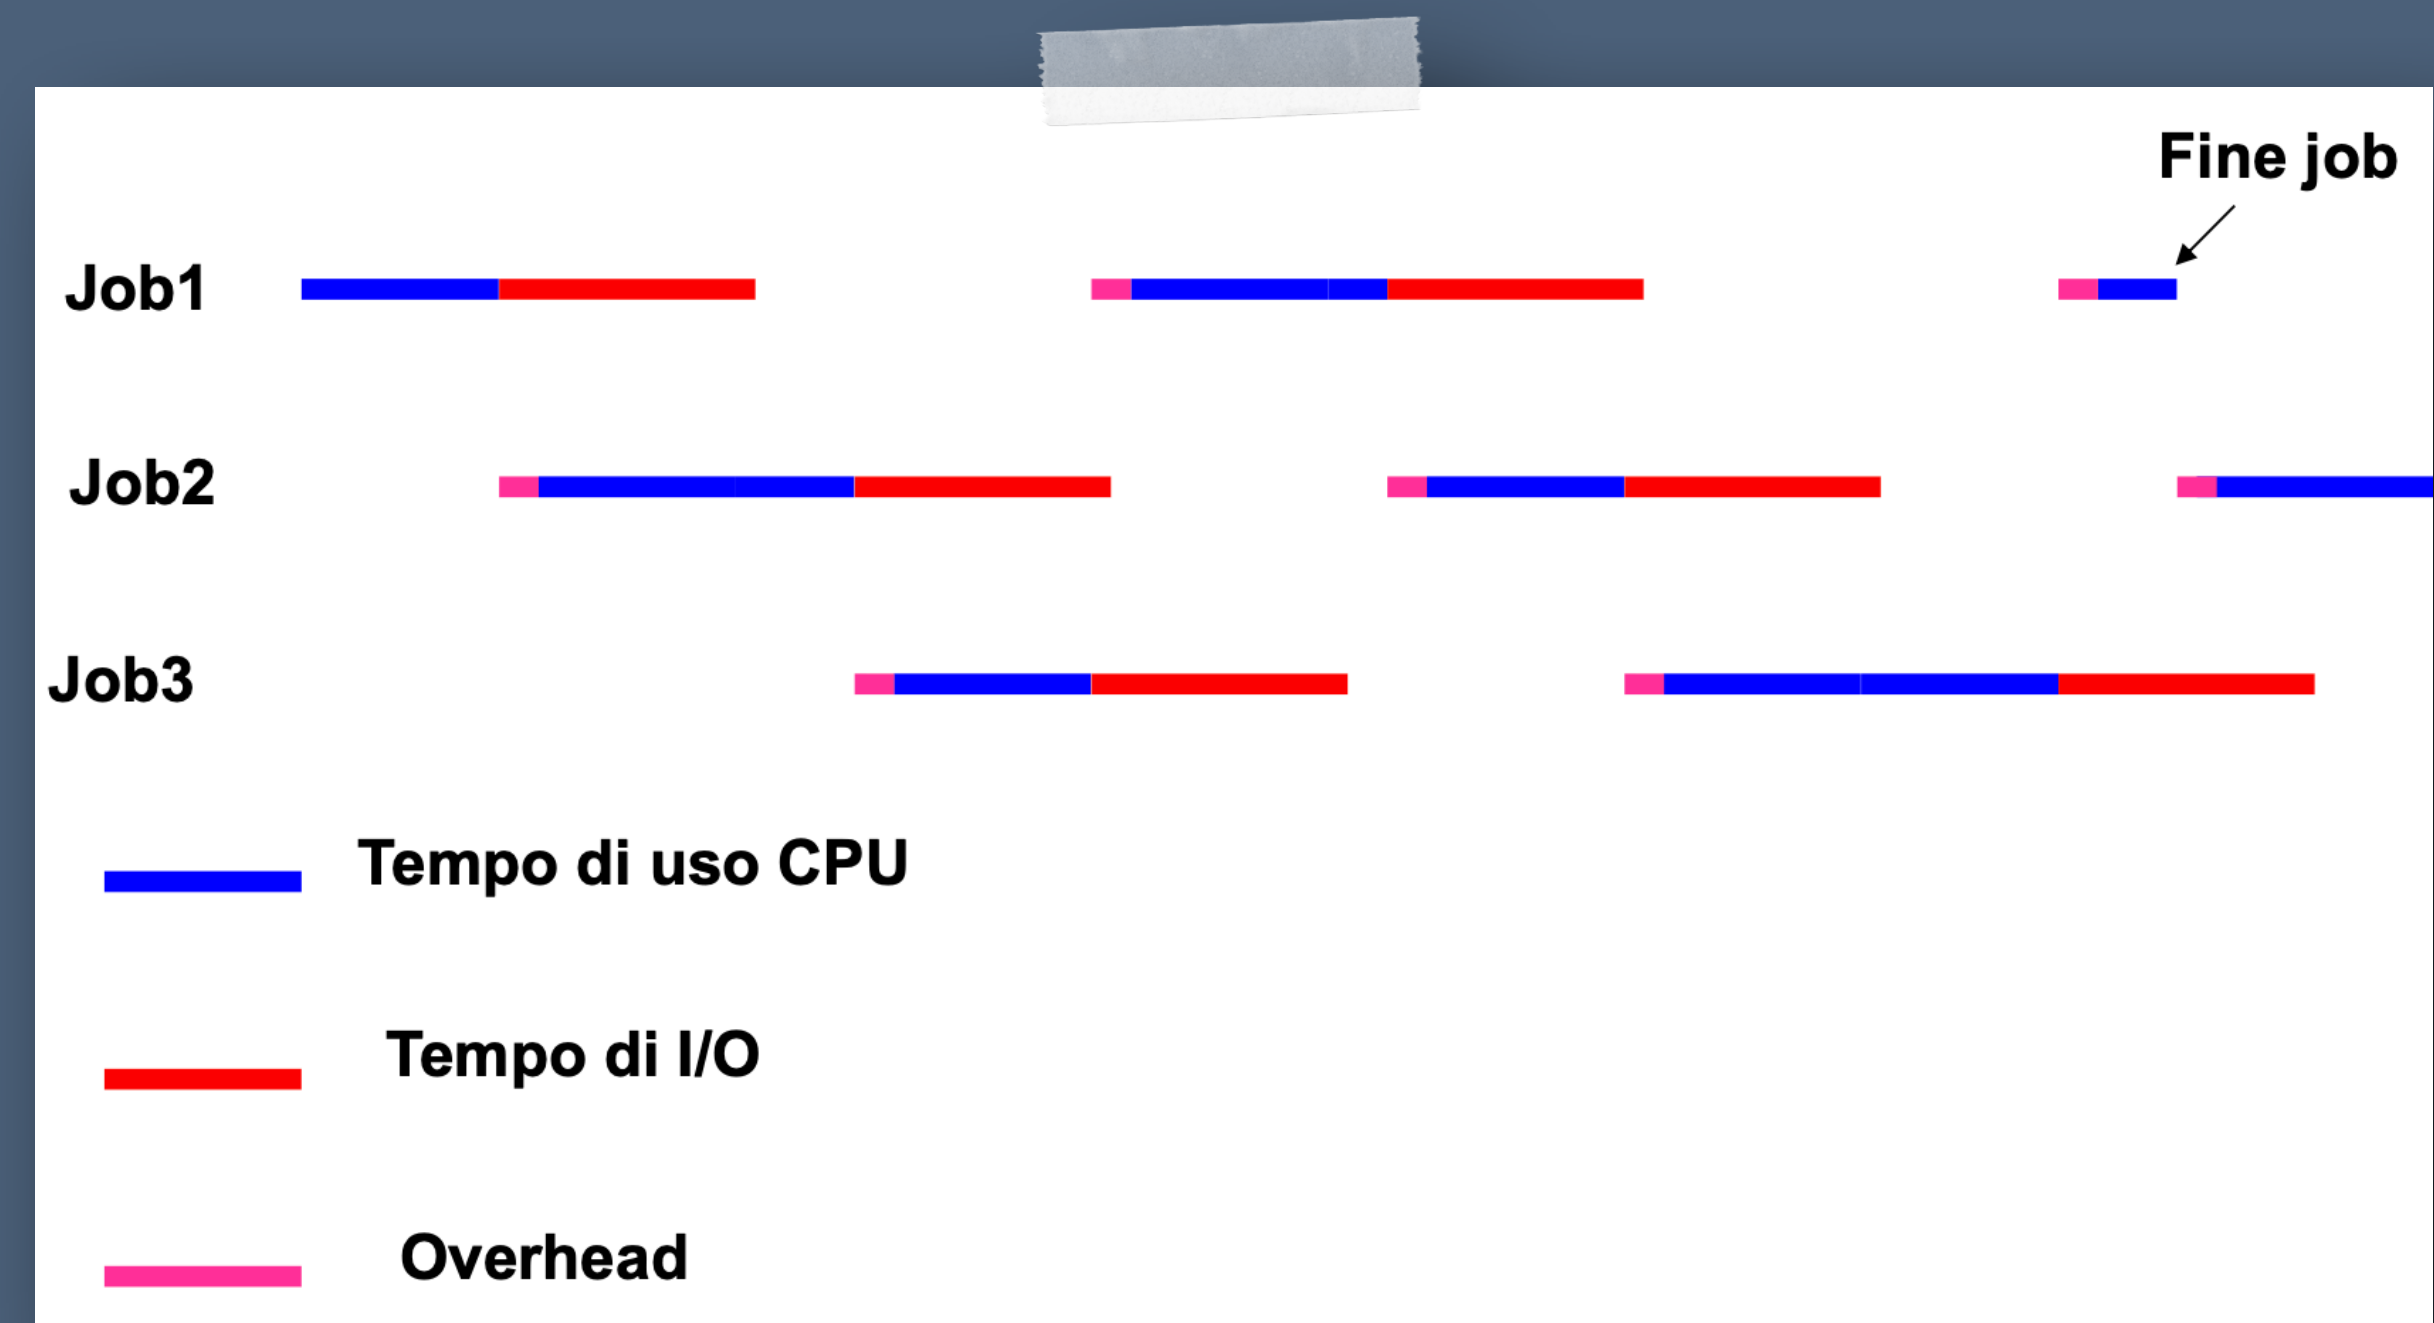 Fine job
Job1
Job2
Job3
Tempo di uso CPU
Tempo di I/O
Overhead